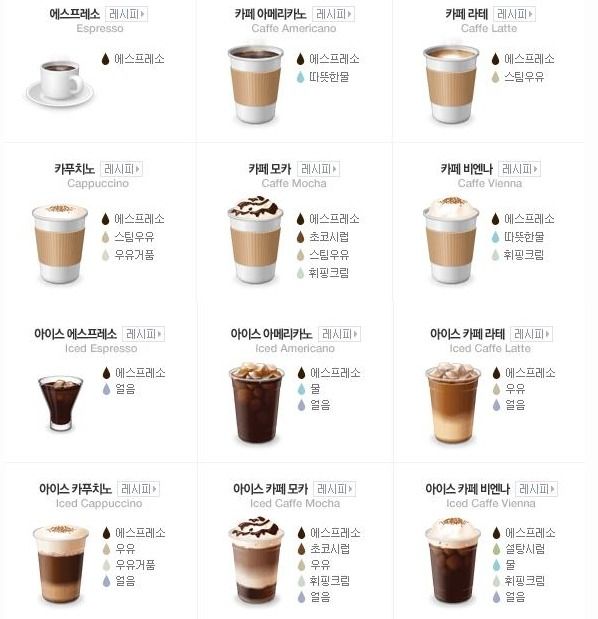 에스프레소 레시피
Espresso
에스프레소
카페 아메리카노 레시피
Caffe Americano
에스프레소
따뜻한물
카페 라테 레시피
Caffe Latte
에스프레소
스팀우유
카푸치노 레시피
Cappuccino
에스프레소
스팀우유
우유거품
카페 모카 레시피
Caffe Mocha
에스프레소
초코시럽
스팀우유
휘핑크림
카페 비엔나 레시피
Caffe Vienna
에스프레소
따뜻한물
휘핑크림
아이스 에스프레소 레시피
Iced Espresso
에스프레소
얼음
아이스 아메리카노 레시피
Iced Americano
에스프레소
물
얼음
아이스 카페 라테 레시피
Iced Caffe Latte
에스프레소
우유
얼음
아이스 카푸치노 레시피
Iced Cappuccino
에스프레소
우유
우유거품
얼음
아이스 카페 모카 레시피
Iced Caffe Mocha
에스프레소
초코시럽
우유
휘핑크림
얼음
아이스 카페 비엔나 레시피
Iced Caffe Vienna
에스프레소
설탕시럼
물
휘핑크림
얼음